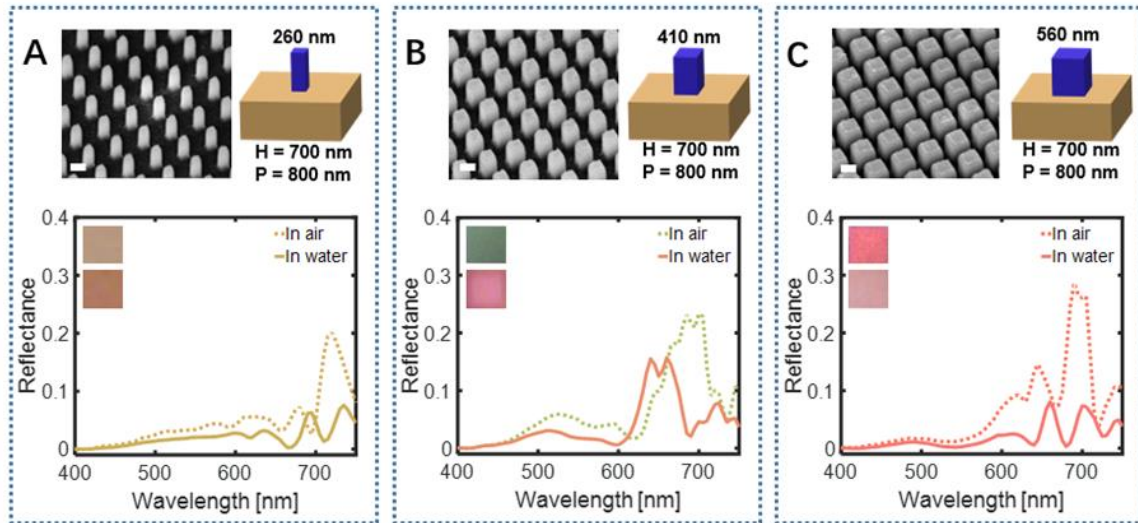 A
260 nm
H = 700 nm
P = 800 nm
0.4
0.3
0.2
0.1
0
Reflectance
In air
In water
400
500
600
700
Wavelength [nm]
B
410 nm
H = 700 nm
P = 800 nm
0.4
0.3
0.2
0.1
0
Reflectance
In air
In water
400
500
600
700
Wavelength [nm]
C
560 nm
H = 700 nm
P = 800 nm
0.4
0.3
0.2
0.1
0
Reflectance
In air
In water
400
500
600
700
Wavelength [nm]